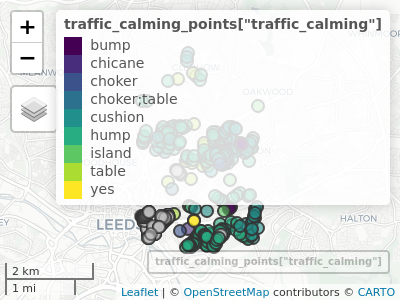 +
−
traffic_calming_points["traffic_calming"]
bump
chicane
choker
choker;table
cushion
hump
island
table
yes
OAKWOOD
LEEDS
HALTON
traffic_calming_points["traffic_calming"]
2 km
1 mi
Leaflet | © OpenStreetMap contributors © CARTO